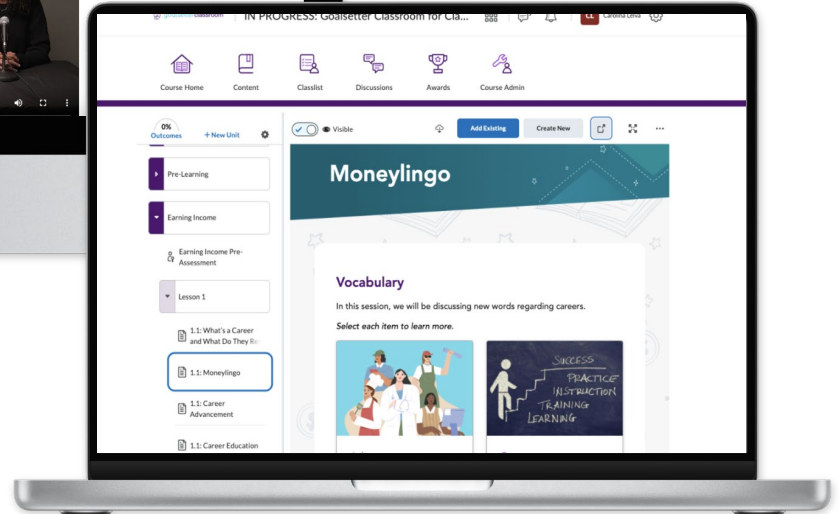 goalsetter classroom
IN PROGRESS: Goalsetter Classroom for Cla...
CL
Carolina Leiva
Course Home
Content
Classlist
Discussions
Awards
Course Admin
0%
Outcomes
+ New Unit
Visible
Add Existing
Create New
Pre-Learning
Earning Income
Earning Income Pre-
Assessment
Lesson 1
1.1: What's a Career
and What Do They
1.1: Moneylingo
1.1: Career
Advancement
1.1: Career Education
Moneylingo
Vocabulary
In this session, we will be discussing new words regarding careers.
Select each item to learn more.
SUCCESS
PRACTICE
INSTRUCTION
TRAINING
LEARNING